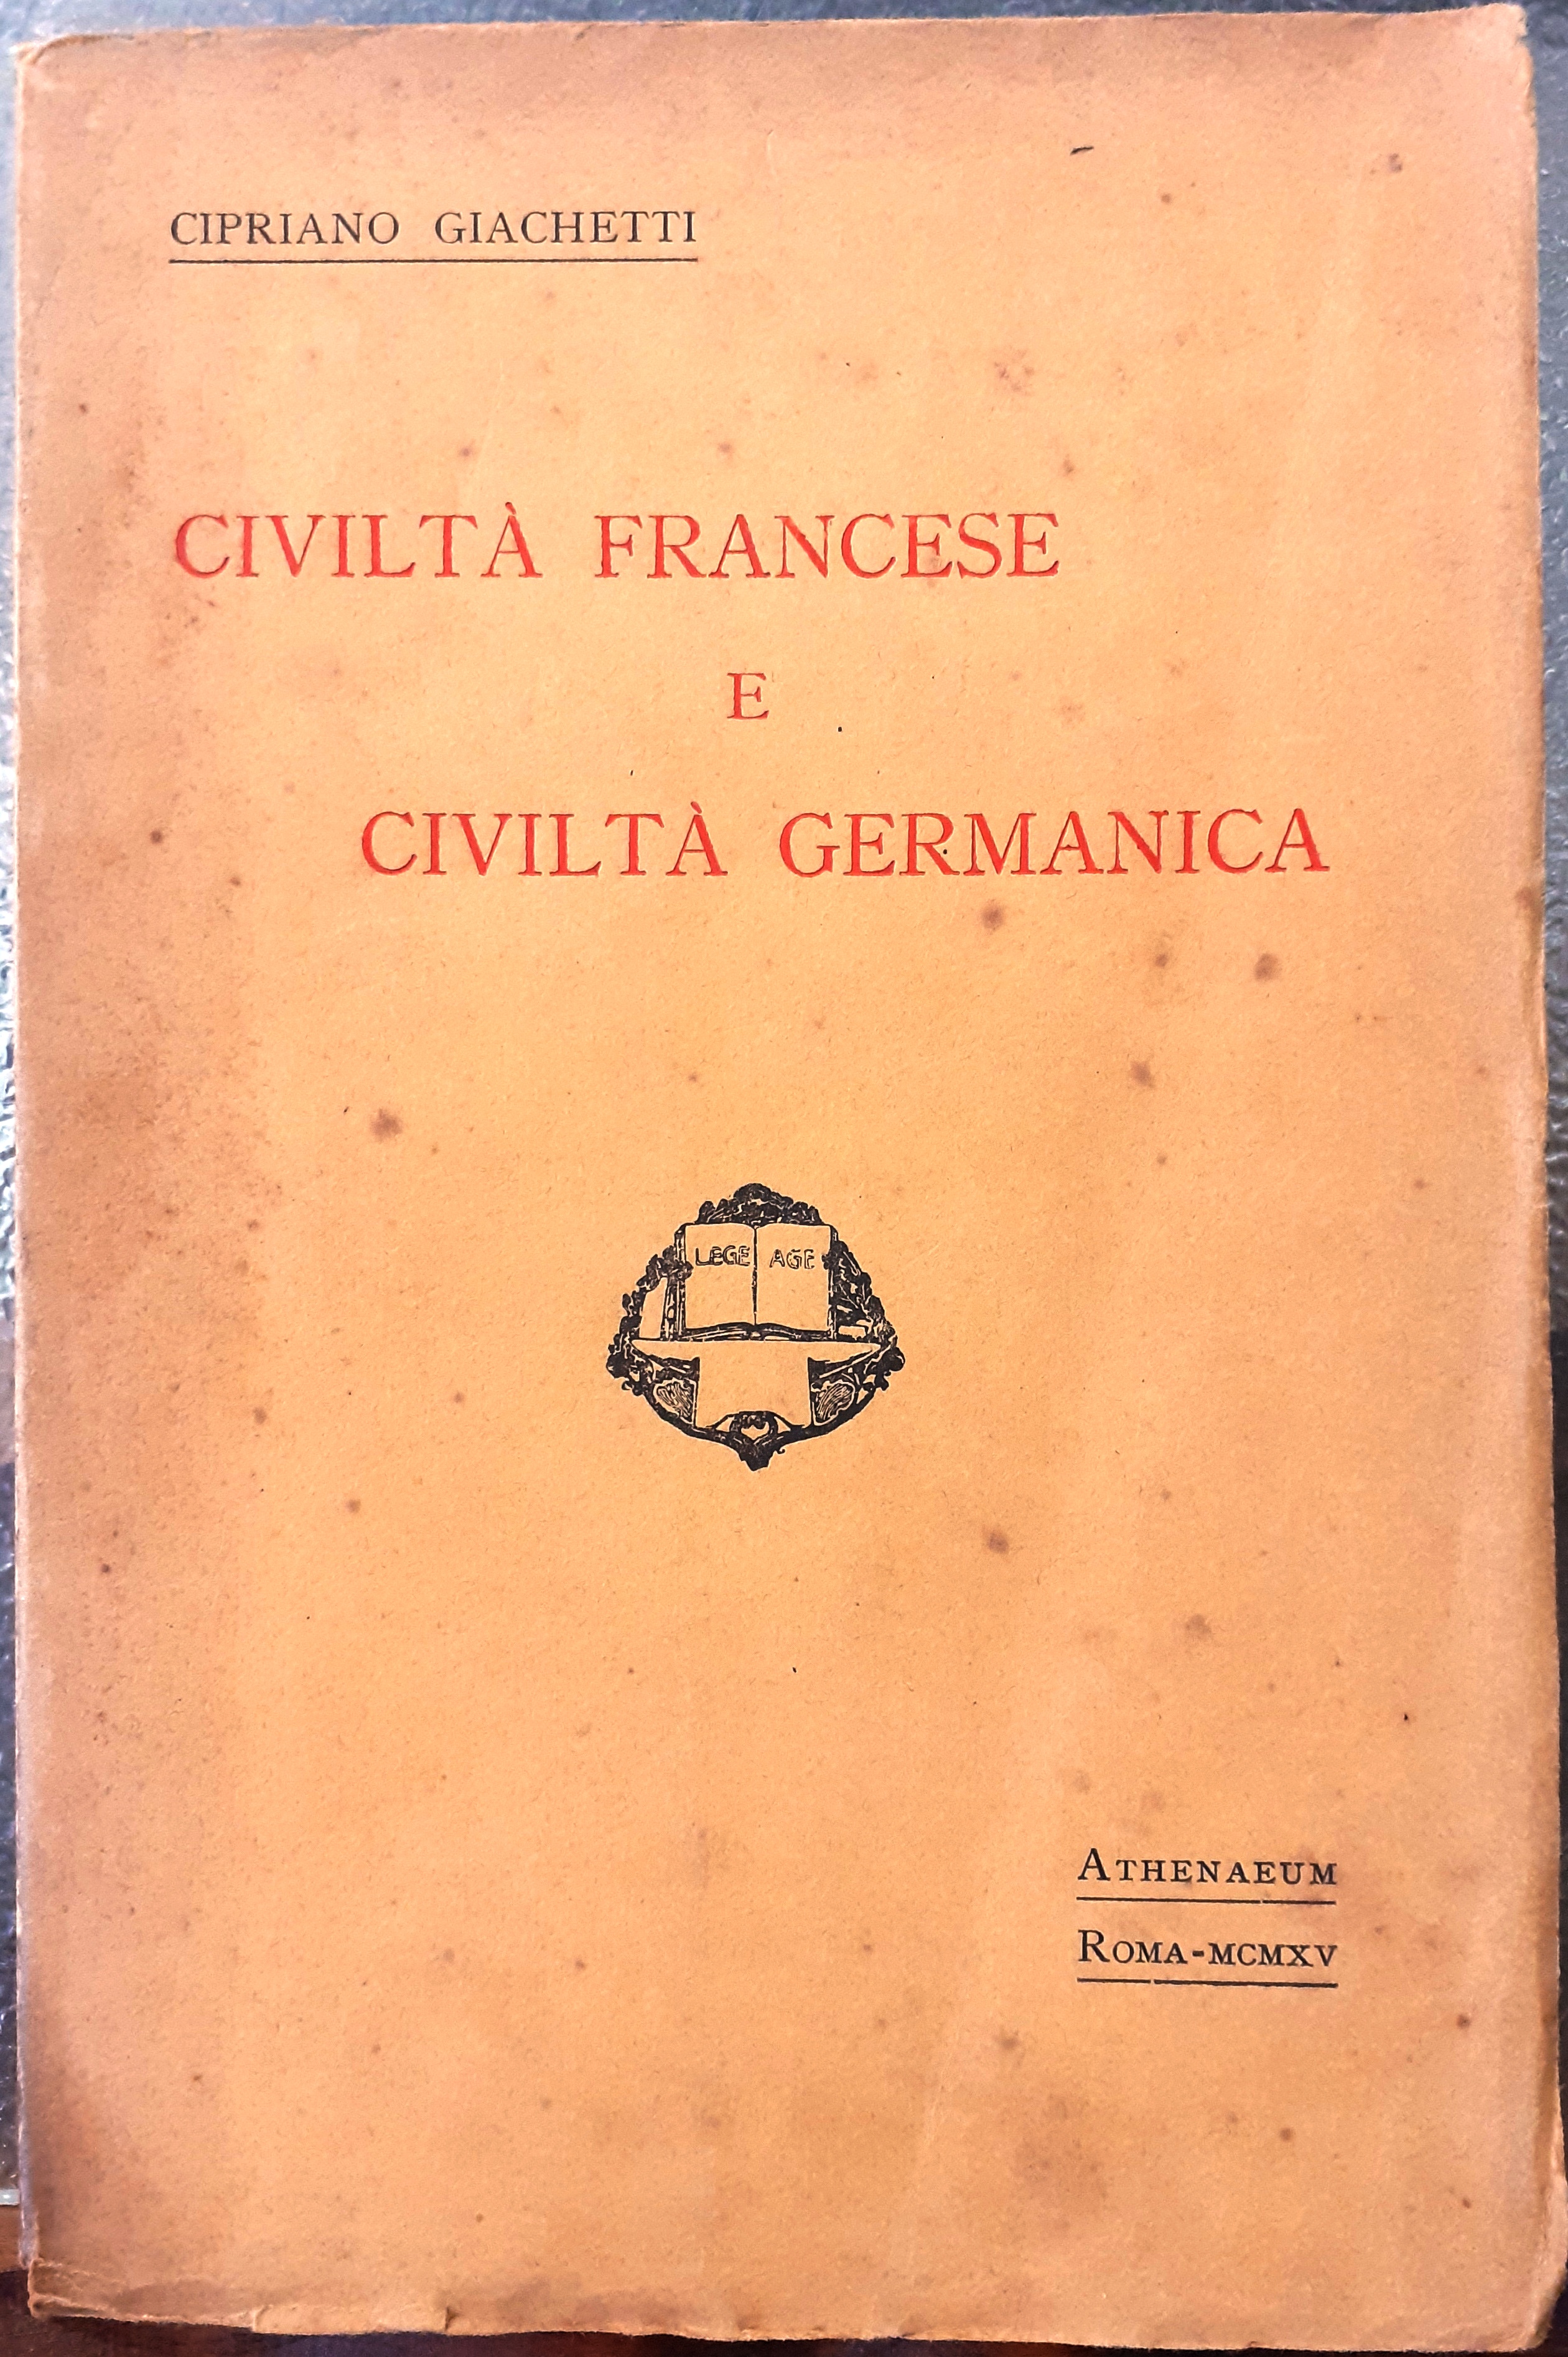 CIPRIANO GIACHETTI
CIVILTÀ FRANCESE
E
CIVILTÀ GERMANICA
LEGE AGE
ATHENAEUM
ROMA-MCMXV